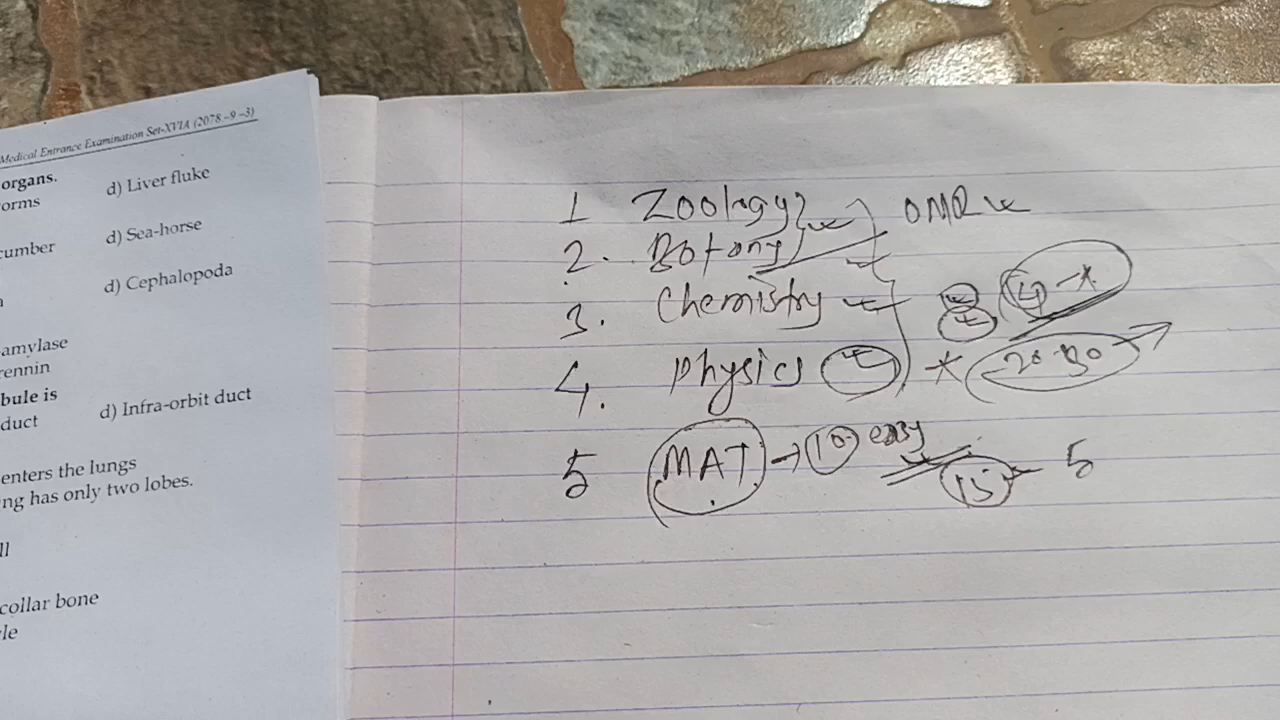 Medical Entrance Examination Set-XVIA (2078-9-3)
organs.
orms d) Liver fluke
cumber d) Sea-horse
d) Cephalopoda
amylase
rennin
bule is
duct d) Infra-orbit duct
enters the lungs
ng has only two lobes.
ll
collar bone
le
1 Zoology OMR
2. Botony
3. Chemistry 4
4. physics
5 MAT → 10 easy 15 5